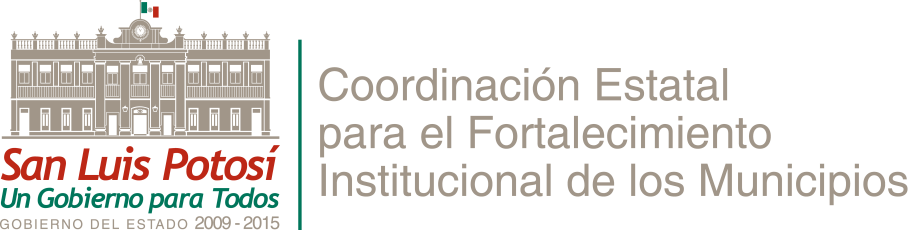 San Luis Potosí
Un Gobierno para Todos
GOBIERNO DEL ESTADO 2009 - 2015
Coordinación Estatal
para el Fortalecimiento
Institucional de los Municipios